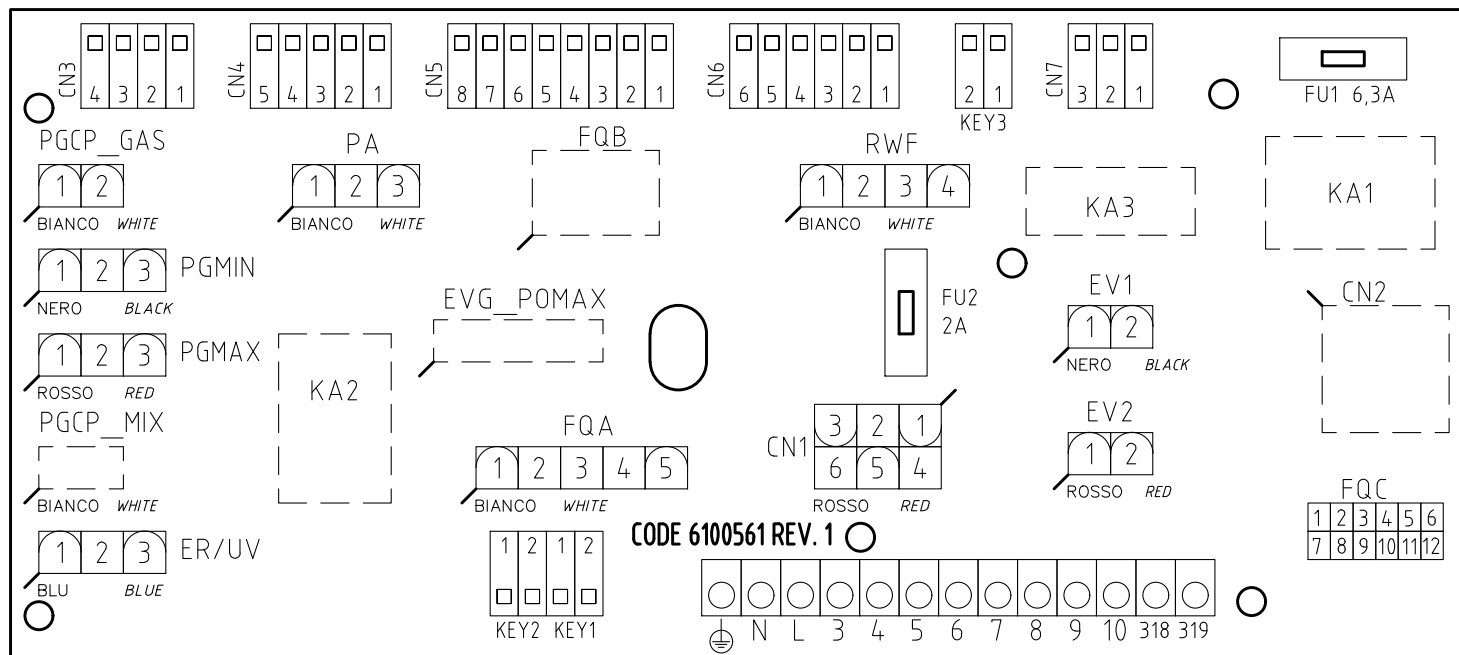 CN3 4 3 2 1
CN4 5 4 3 2 1
CN5 8 7 6 5 4 3 2 1
CN6 6 5 4 3 2 1
2 1
KEY3
CN7 3 2 1
FU1 6,3A
PGCP_GAS
1 2
BIANCO WHITE
PA
1 2 3
BIANCO WHITE
FQB
RWF
1 2 3 4
BIANCO WHITE
KA3
KA1
1 2 3 PGMIN
NERO BLACK
EVG_POMAX
FU2
2A
EV1
1 2
NERO BLACK
CN2
1 2 3 PGMAX
ROSSO RED
KA2
PGCP_MIX
BIANCO WHITE
FQA
1 2 3 4 5
BIANCO WHITE
CN1
3 2 1
6 5 4
ROSSO RED
EV2
1 2
ROSSO RED
FQC
1 2 3 4 5 6
7 8 9 10 11 12
1 2 3 ER/UV
BLU BLUE
1 2 1 2
KEY2 KEY1
CODE 6100561 REV. 1
N L 3 4 5 6 7 8 9 10 318 319